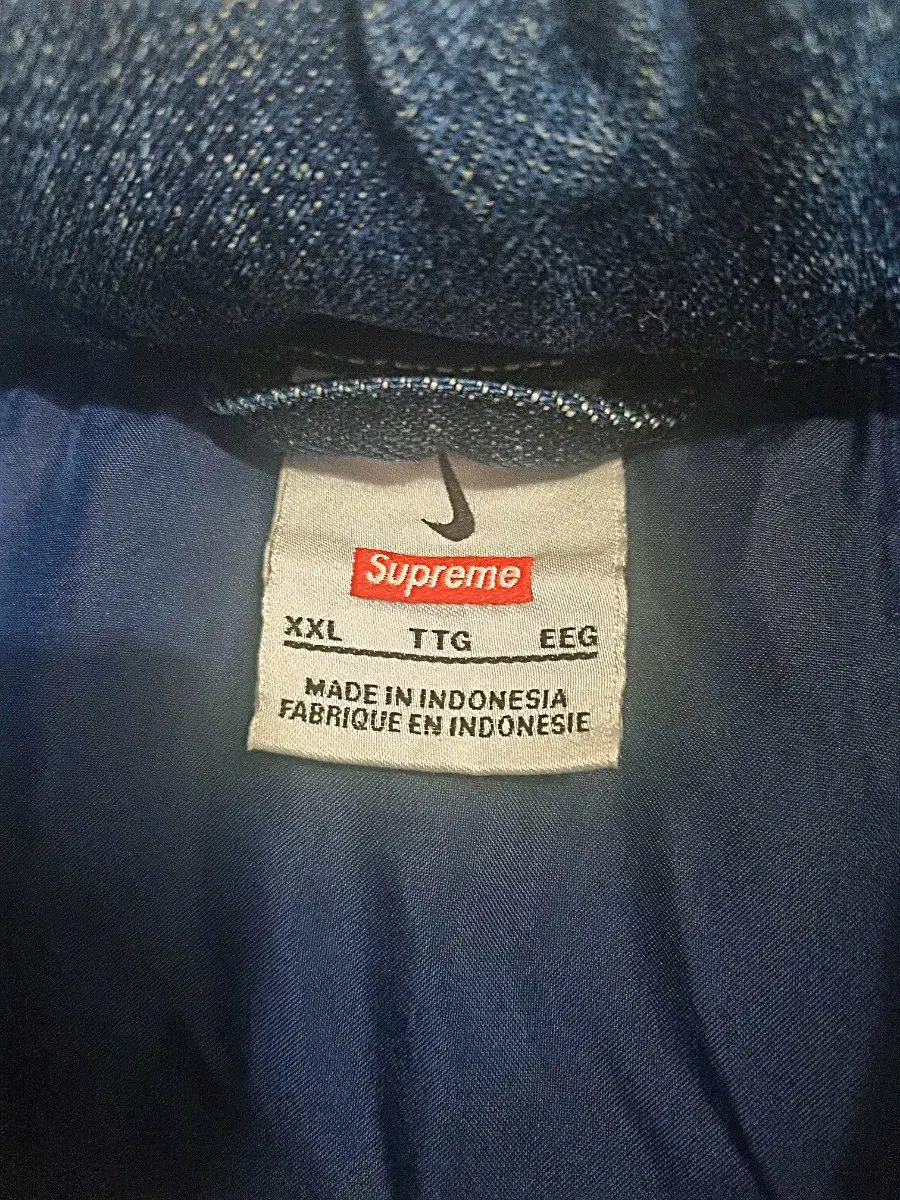 Supreme
XXL TTG EEG
MADE IN INDONESIA
FABRIQUE EN INDONESIE